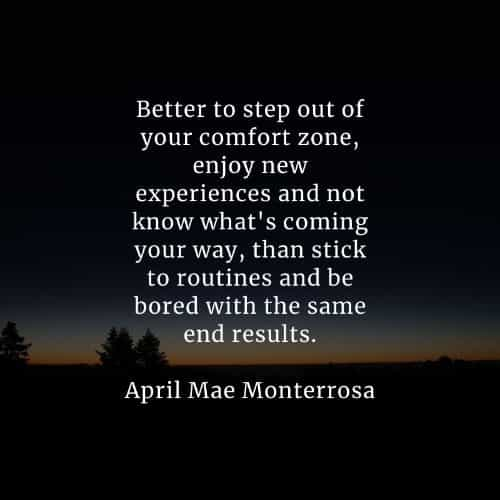 Better to step out of
your comfort zone,
enjoy new
experiences and not
know what's coming
your way, than stick
to routines and be
bored with the same
end results.
April Mae Monterrosa